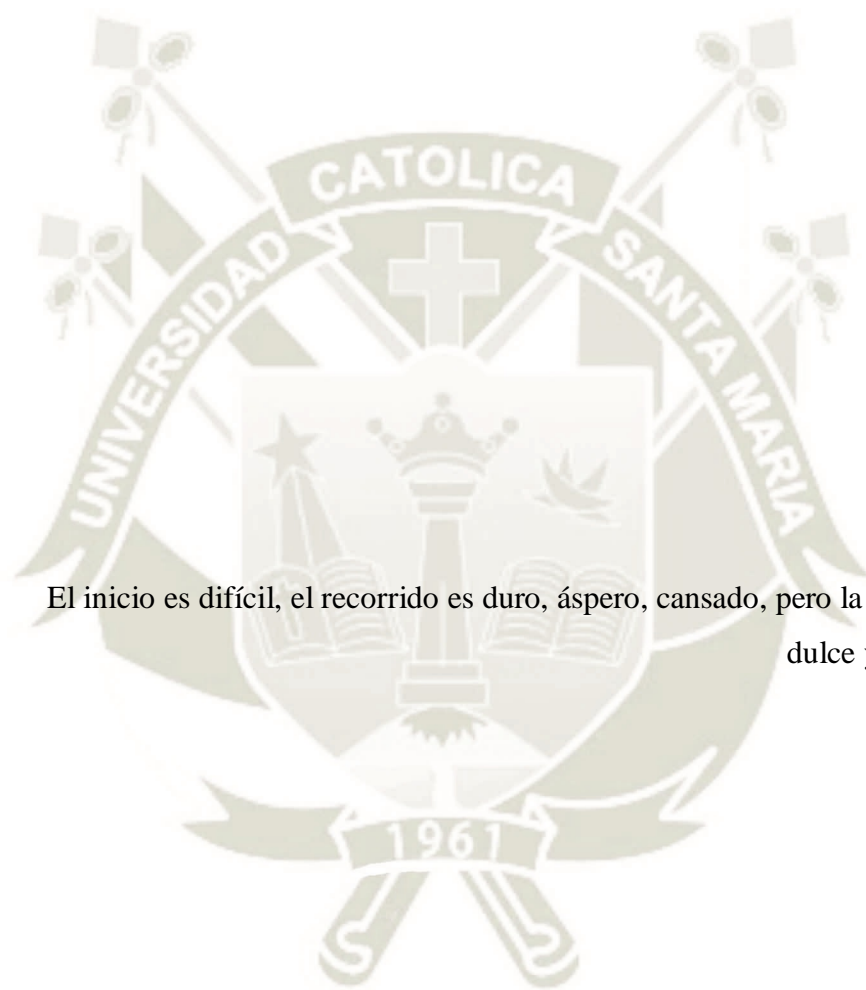 CATOLICA
UNIVERSIDAD
SANTA MARIA
El inicio es difícil, el recorrido es duro, áspero, cansado, pero la
dulce
1961